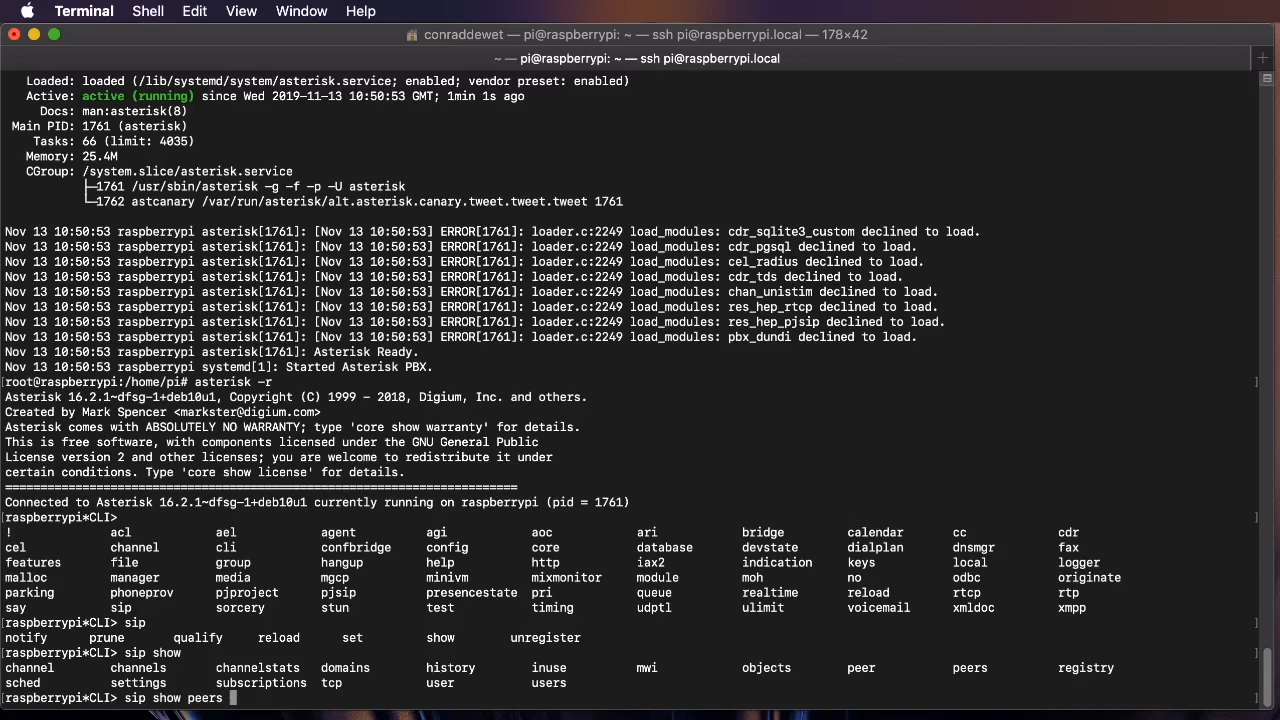 Terminal Shell Edit View Window Help
conraddewet — pi@raspberrypi: ~ — ssh pi@raspberrypi.local — 178×42
~ — pi@raspberrypi: ~ — ssh pi@raspberrypi.local
Loaded: loaded (/lib/systemd/system/asterisk.service; enabled; vendor preset: enabled)
Active: active (running) since Wed 2019-11-13 10:50:53 GMT; 1min 1s ago
Docs: man:asterisk(8)
Main PID: 1761 (asterisk)
Tasks: 66 (limit: 4035)
Memory: 25.4M
CGroup: /system.slice/asterisk.service
├─1761 /usr/sbin/asterisk -g -f -p -U asterisk
└─1762 astcanary /var/run/asterisk/alt.asterisk.canary.tweet.tweet.tweet 1761
Nov 13 10:50:53 raspberrypi asterisk[1761]: [Nov 13 10:50:53] ERROR[1761]: loader.c:2249 load_modules: cdr_sqlite3_custom declined to load.
Nov 13 10:50:53 raspberrypi asterisk[1761]: [Nov 13 10:50:53] ERROR[1761]: loader.c:2249 load_modules: cdr_pgsql declined to load.
Nov 13 10:50:53 raspberrypi asterisk[1761]: [Nov 13 10:50:53] ERROR[1761]: loader.c:2249 load_modules: cel_radius declined to load.
Nov 13 10:50:53 raspberrypi asterisk[1761]: [Nov 13 10:50:53] ERROR[1761]: loader.c:2249 load_modules: cdr_tds declined to load.
Nov 13 10:50:53 raspberrypi asterisk[1761]: [Nov 13 10:50:53] ERROR[1761]: loader.c:2249 load_modules: chan_unistim declined to load.
Nov 13 10:50:53 raspberrypi asterisk[1761]: [Nov 13 10:50:53] ERROR[1761]: loader.c:2249 load_modules: res_hep_rtcp declined to load.
Nov 13 10:50:53 raspberrypi asterisk[1761]: [Nov 13 10:50:53] ERROR[1761]: loader.c:2249 load_modules: res_hep_pjsip declined to load.
Nov 13 10:50:53 raspberrypi asterisk[1761]: [Nov 13 10:50:53] ERROR[1761]: loader.c:2249 load_modules: pbx_dundi declined to load.
Nov 13 10:50:53 raspberrypi asterisk[1761]: Asterisk Ready.
Nov 13 10:50:53 raspberrypi systemd[1]: Started Asterisk PBX.
[root@raspberrypi:/home/pi# asterisk -r ]
Asterisk 16.2.1~dfsg-1+deb10u1, Copyright (C) 1999 - 2018, Digium, Inc. and others.
Created by Mark Spencer <markster@digium.com>
Asterisk comes with ABSOLUTELY NO WARRANTY; type 'core show warranty' for details.
This is free software, with components licensed under the GNU General Public
License version 2 and other licenses; you are welcome to redistribute it under
certain conditions. Type 'core show license' for details.
=========================================================================
Connected to Asterisk 16.2.1~dfsg-1+deb10u1 currently running on raspberrypi (pid = 1761)
[raspberrypi*CLI> ]
! acl ael agent agi aoc ari bridge calendar cc cdr
cel channel cli confbridge config core database devstate dialplan dnsmgr fax
features file group hangup help http iax2 indication keys local logger
malloc manager media mgcp minivm mixmonitor module moh no odbc originate
parking phoneprov pjproject pjsip presencestate pri queue realtime reload rtcp rtp
say sip sorcery stun test timing udptl ulimit voicemail xmldoc xmpp
[raspberrypi*CLI> sip ]
notify prune qualify reload set show unregister
[raspberrypi*CLI> sip show ]
channel channels channelstats domains history inuse mwi objects peer peers registry
sched settings subscriptions tcp user users
[raspberrypi*CLI> sip show peers ]